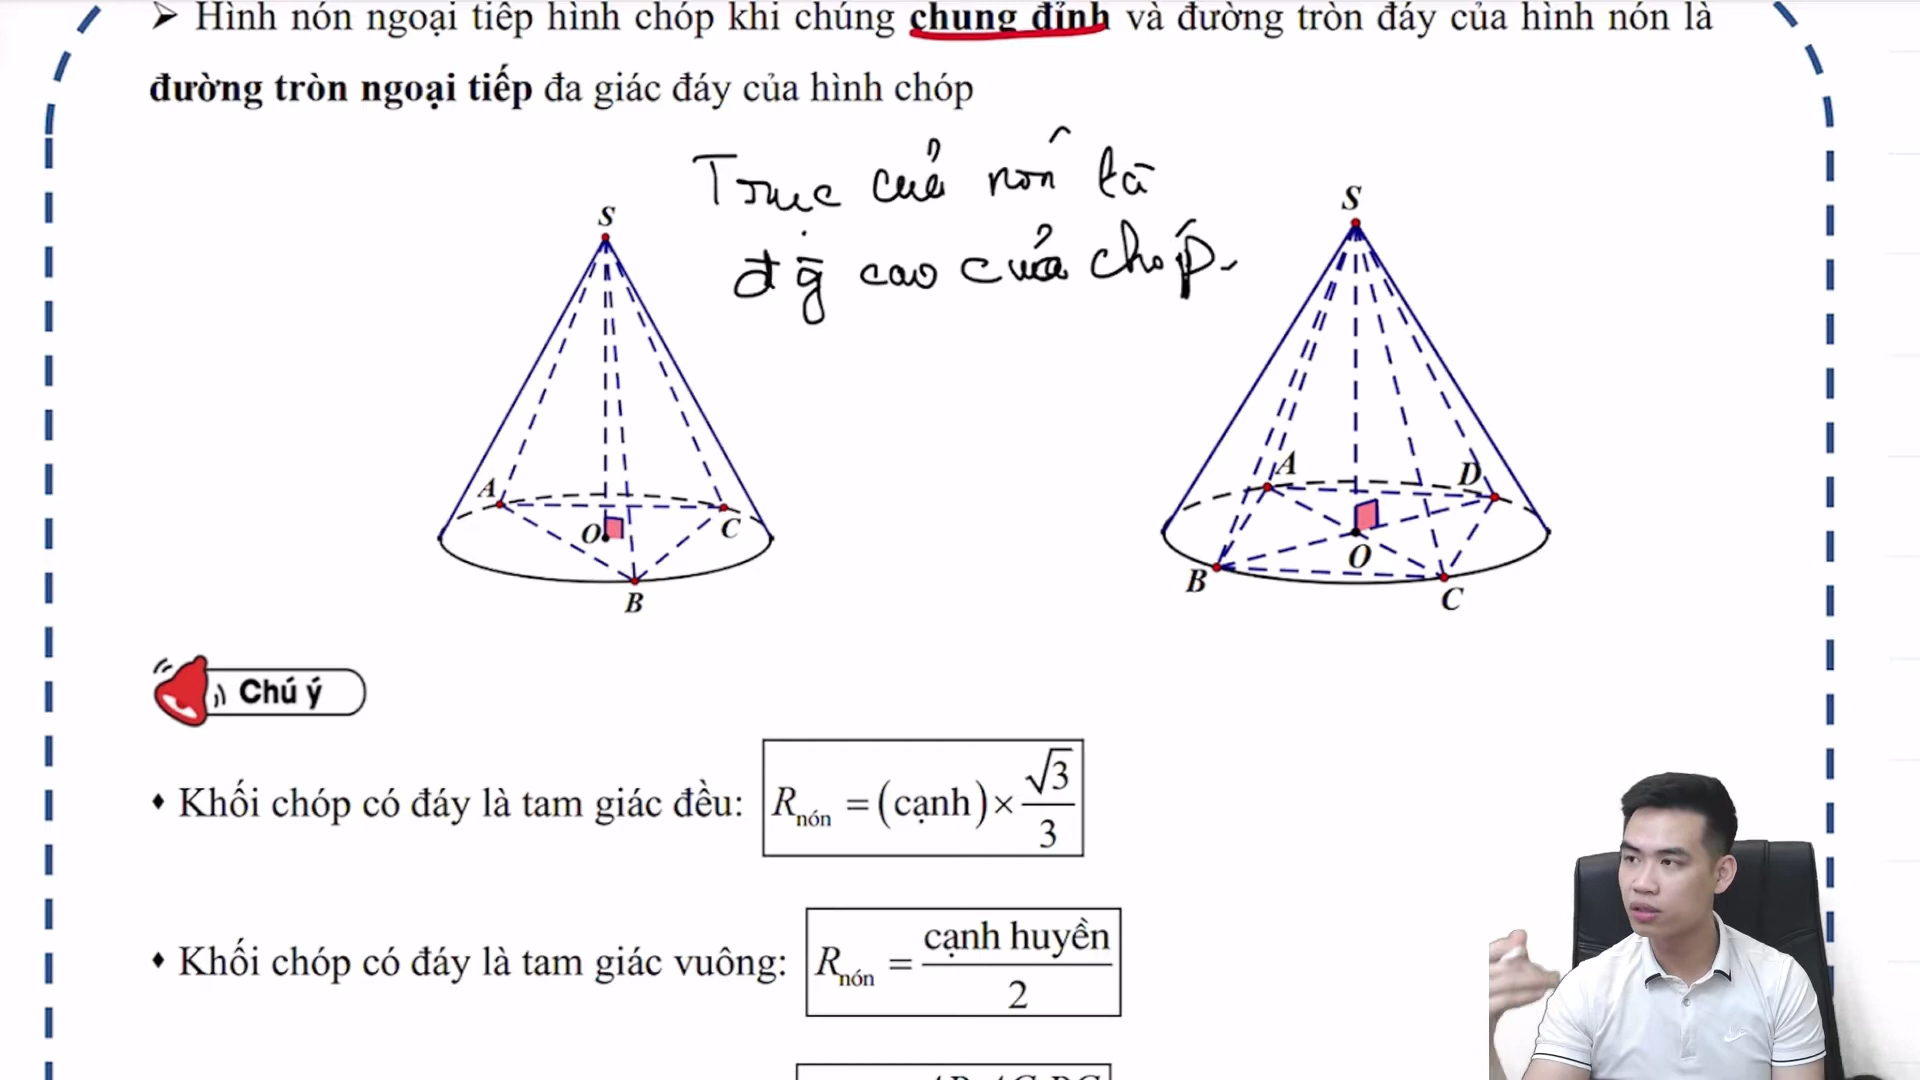 ➤ Hình nón ngoại tiếp hình chóp khi chúng chung đỉnh và đường tròn đáy của hình nón là
đường tròn ngoại tiếp đa giác đáy của hình chóp
Trục của nón là
đg cao của chóp.
S
A
O
C
B
S
A
D
O
B
C
Chú ý
• Khối chóp có đáy là tam giác đều: R nón = (cạnh) × √3/3
• Khối chóp có đáy là tam giác vuông: R nón = cạnh huyền/2